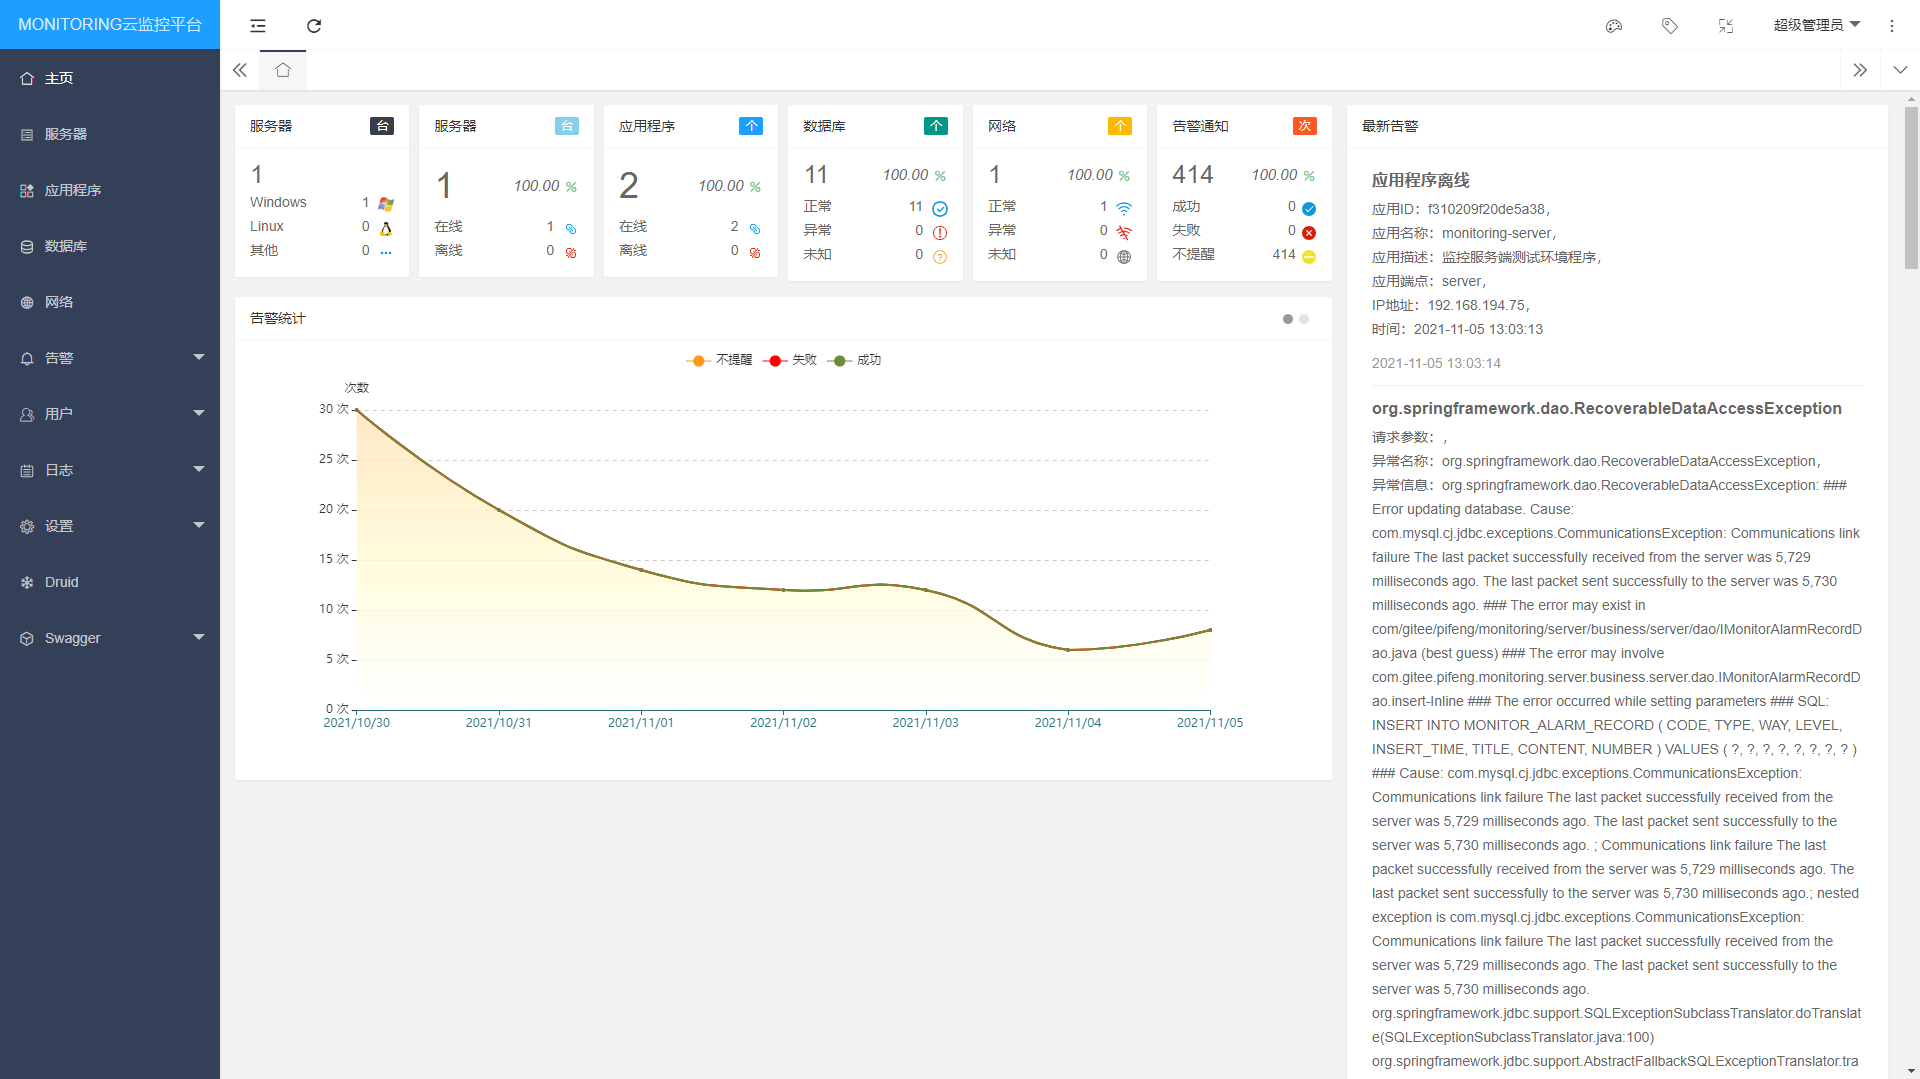 MONITORING云监控平台
超级管理员
主页
服务器
应用程序
数据库
网络
告警
用户
日志
设置
Druid
Swagger
服务器 台
1
Windows 1
Linux 0
其他 0
服务器 台
1 100.00 %
在线 1
离线 0
应用程序 个
2 100.00 %
在线 2
离线 0
数据库 个
11 100.00 %
正常 11
异常 0
未知 0
网络 个
1 100.00 %
正常 1
异常 0
未知 0
告警通知 次
414 100.00 %
成功 0
失败 0
不提醒 414
告警统计
不提醒 失败 成功
次数
30 次
25 次
20 次
15 次
10 次
5 次
0 次
2021/10/30 2021/10/31 2021/11/01 2021/11/02 2021/11/03 2021/11/04 2021/11/05
最新告警
应用程序离线
应用ID：f310209f20de5a38，
应用名称：monitoring-server，
应用描述：监控服务端测试环境程序，
应用端点：server，
IP地址：192.168.194.75，
时间：2021-11-05 13:03:13
2021-11-05 13:03:14
org.springframework.dao.RecoverableDataAccessException
请求参数：，
异常名称：org.springframework.dao.RecoverableDataAccessException，
异常信息：org.springframework.dao.RecoverableDataAccessException: ###
Error updating database. Cause:
com.mysql.cj.jdbc.exceptions.CommunicationsException: Communications link
failure The last packet successfully received from the server was 5,729
milliseconds ago. The last packet sent successfully to the server was 5,730
milliseconds ago. ### The error may exist in
com/gitee/pifeng/monitoring/server/business/server/dao/IMonitorAlarmRecordD
ao.java (best guess) ### The error may involve
com.gitee.pifeng.monitoring.server.business.server.dao.IMonitorAlarmRecordD
ao.insert-Inline ### The error occurred while setting parameters ### SQL:
INSERT INTO MONITOR_ALARM_RECORD ( CODE, TYPE, WAY, LEVEL,
INSERT_TIME, TITLE, CONTENT, NUMBER ) VALUES ( ?, ?, ?, ?, ?, ?, ?, ? )
### Cause: com.mysql.cj.jdbc.exceptions.CommunicationsException:
Communications link failure The last packet successfully received from the
server was 5,729 milliseconds ago. The last packet sent successfully to the
server was 5,730 milliseconds ago. ; Communications link failure The last
packet successfully received from the server was 5,729 milliseconds ago. The
last packet sent successfully to the server was 5,730 milliseconds ago.; nested
exception is com.mysql.cj.jdbc.exceptions.CommunicationsException:
Communications link failure The last packet successfully received from the
server was 5,729 milliseconds ago. The last packet sent successfully to the
server was 5,730 milliseconds ago.
org.springframework.jdbc.support.SQLExceptionSubclassTranslator.doTranslat
e(SQLExceptionSubclassTranslator.java:100)
org.springframework.jdbc.support.AbstractFallbackSQLExceptionTranslator.tra